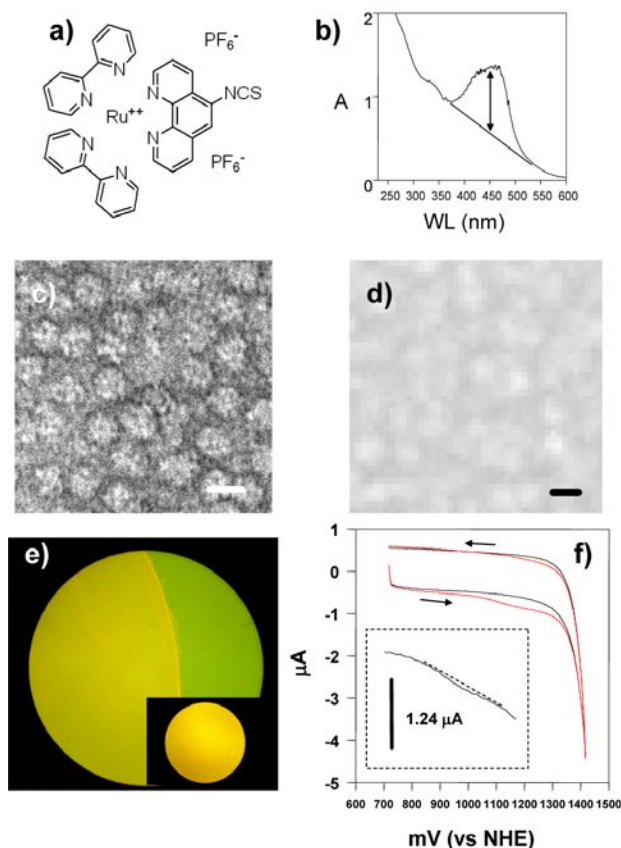 a)
PF6-
N
N
N
NCS
Ru++
N
N
PF6-
N
b)
2
A
1
0
250 300 350 400 450 500 550 600
WL (nm)
c)
d)
e)
f)
1
0
-1
-2
-3
-4
-5
µA
1.24 µA
600 700 800 900 1000 1100 1200 1300 1400 1500
mV (vs NHE)